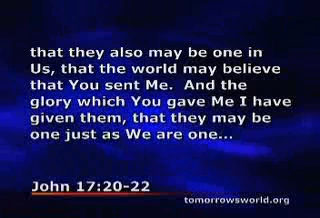 that they also may be one in
Us, that the world may believe
that You sent Me.  And the
glory which You gave Me I have
given them, that they may be
one just as We are one...
John 17:20-22
tomorrowsworld.org